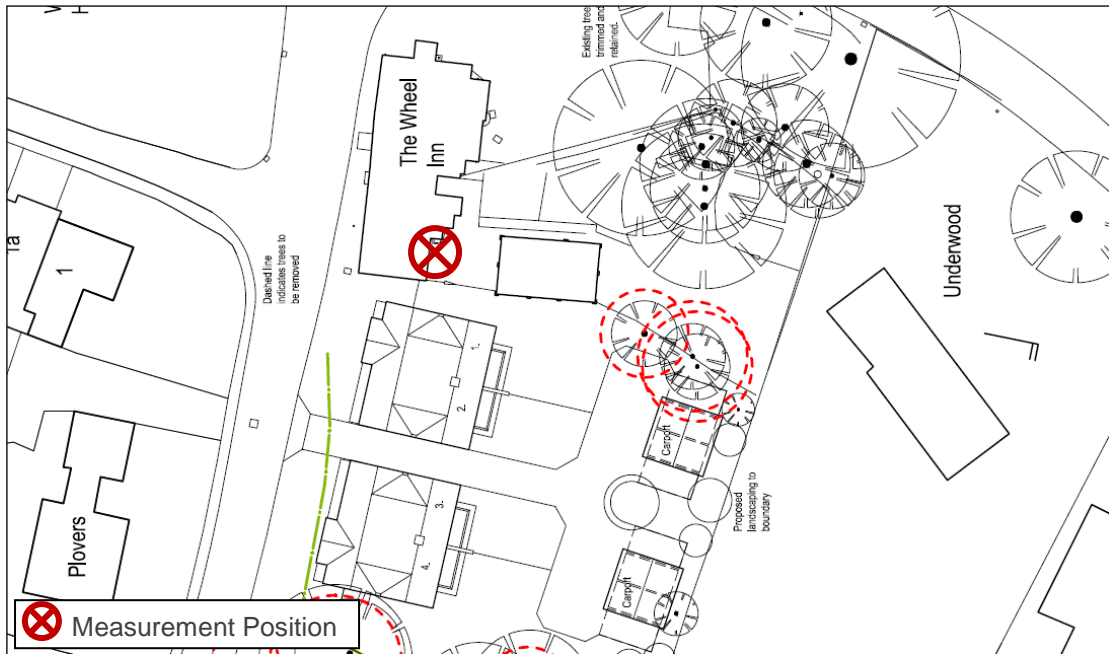 Existing trees
trimmed and
retained.
The Wheel
Inn
1a
1
Dashed line
indicates trees to
be removed
Underwood
1.
2.
Carport
3.
4.
Proposed
landscaping to
boundary
Plovers
Carport
Measurement Position